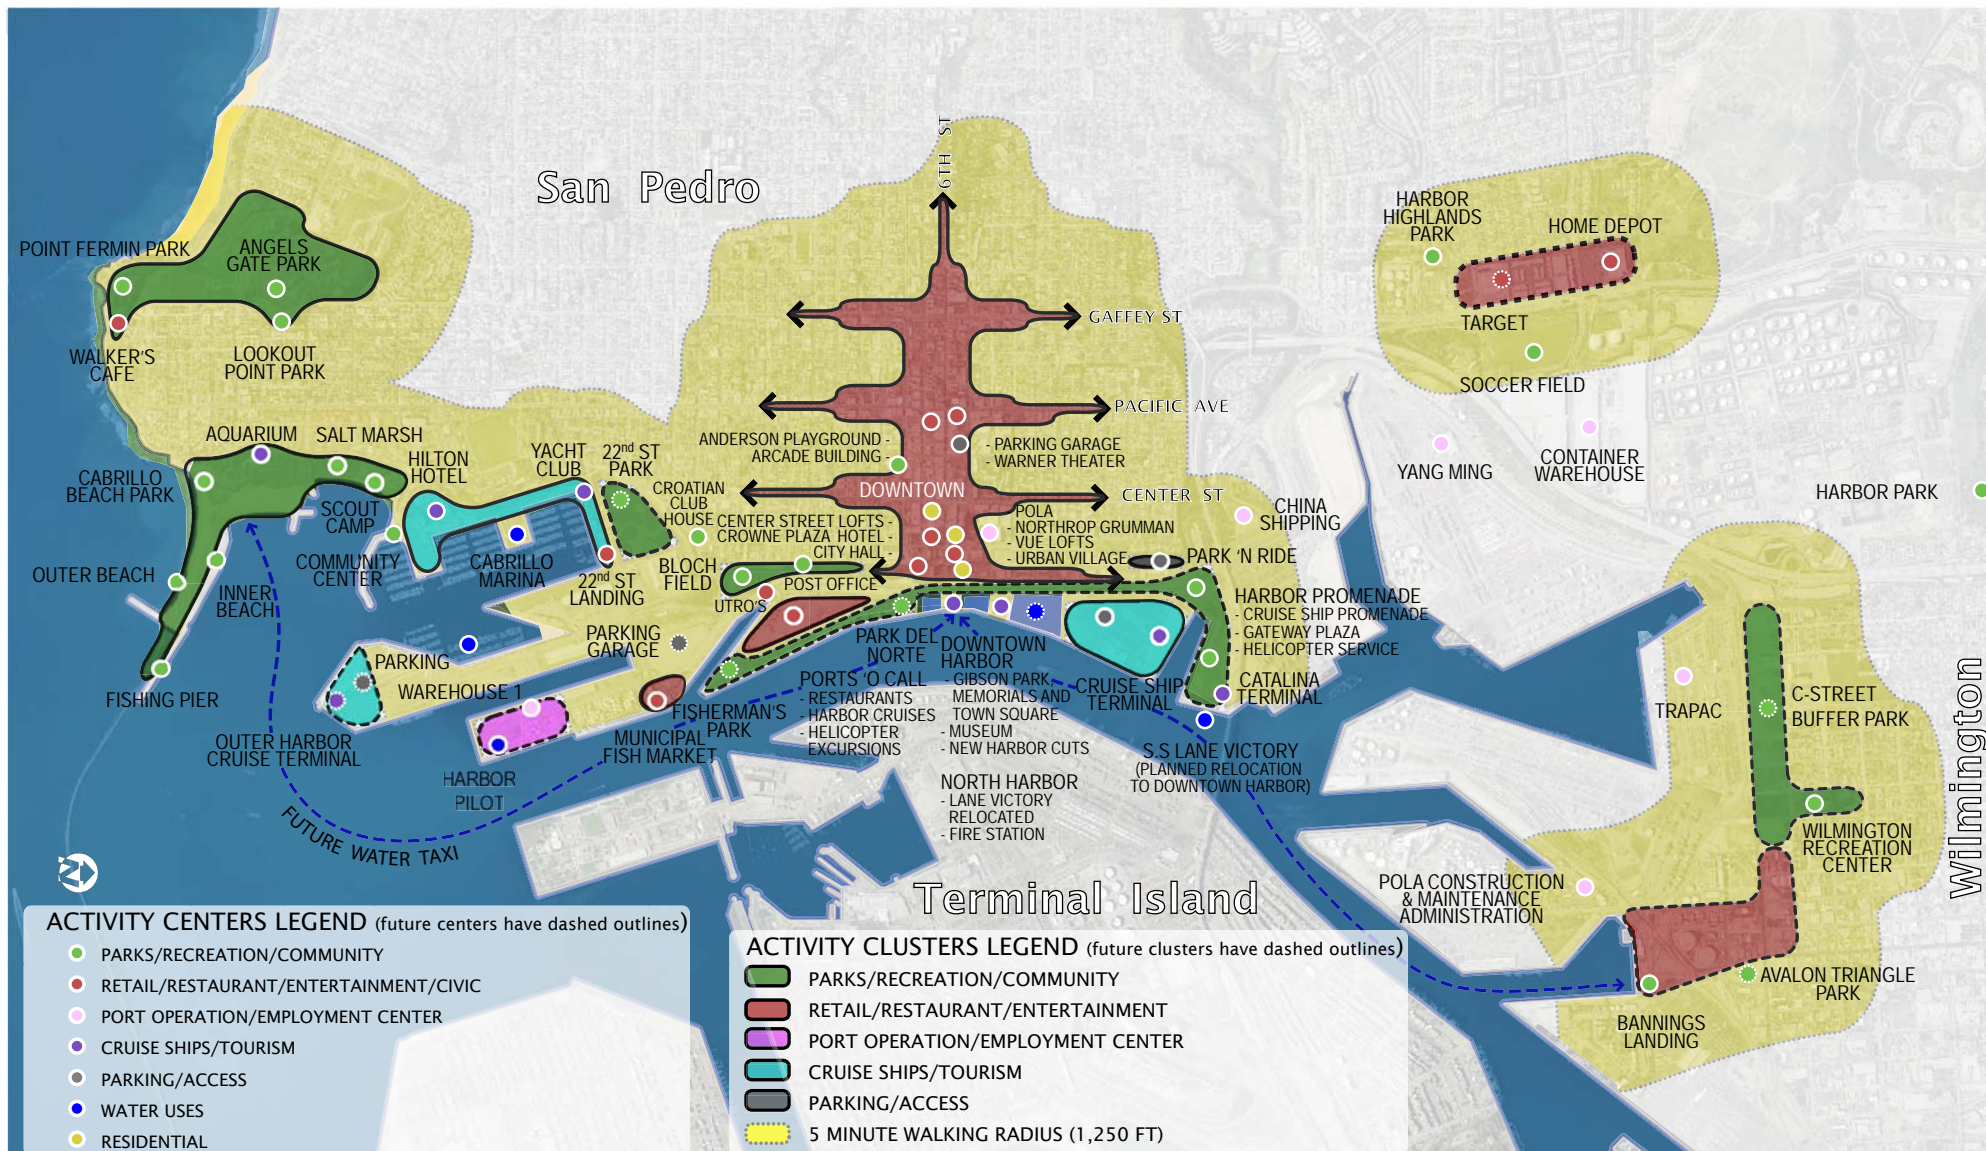 San Pedro
6TH ST
GAFFEY ST
PACIFIC AVE
CENTER ST
HARBOR
HIGHLANDS
PARK
HOME DEPOT
TARGET
SOCCER FIELD
YANG MING
CONTAINER
WAREHOUSE
HARBOR PARK
POINT FERMIN PARK
ANGELS
GATE PARK
WALKER'S
CAFE
LOOKOUT
POINT PARK
AQUARIUM
SALT MARSH
HILTON
HOTEL
YACHT
CLUB
22nd ST
PARK
CABRILLO
BEACH PARK
SCOUT
CAMP
COMMUNITY
CENTER
CABRILLO
MARINA
22nd ST
LANDING
CROATIAN
CLUB
HOUSE
BLOCH
FIELD
OUTER BEACH
INNER
BEACH
FISHING PIER
ANDERSON PLAYGROUND -
ARCADE BUILDING -
- PARKING GARAGE
- WARNER THEATER
DOWNTOWN
CENTER STREET LOFTS -
CROWNE PLAZA HOTEL -
CITY HALL -
POLA
- NORTHROP GRUMMAN
- VUE LOFTS
- URBAN VILLAGE
CHINA
SHIPPING
PARK 'N RIDE
POST OFFICE
UTRO'S
PARKING
GARAGE
PARKING
WAREHOUSE 1
OUTER HARBOR
CRUISE TERMINAL
HARBOR
PILOT
MUNICIPAL
FISH MARKET
FISHERMAN'S
PARK
PARK DEL
NORTE
PORTS 'O CALL
- RESTAURANTS
- HARBOR CRUISES
- HELICOPTER
EXCURSIONS
DOWNTOWN
HARBOR
- GIBSON PARK
MEMORIALS AND
TOWN SQUARE
- MUSEUM
- NEW HARBOR CUTS
NORTH HARBOR
- LANE VICTORY
RELOCATED
- FIRE STATION
CRUISE SHIP
TERMINAL
HARBOR PROMENADE
- CRUISE SHIP PROMENADE
- GATEWAY PLAZA
- HELICOPTER SERVICE
CATALINA
TERMINAL
S.S LANE VICTORY
(PLANNED RELOCATION
TO DOWNTOWN HARBOR)
TRAPAC
C-STREET
BUFFER PARK
WILMINGTON
RECREATION
CENTER
Wilmington
POLA CONSTRUCTION
& MAINTENANCE
ADMINISTRATION
AVALON TRIANGLE
PARK
BANNINGS
LANDING
FUTURE WATER TAXI
Terminal Island
N
ACTIVITY CENTERS LEGEND (future centers have dashed outlines)
PARKS/RECREATION/COMMUNITY
RETAIL/RESTAURANT/ENTERTAINMENT/CIVIC
PORT OPERATION/EMPLOYMENT CENTER
CRUISE SHIPS/TOURISM
PARKING/ACCESS
WATER USES
RESIDENTIAL
ACTIVITY CLUSTERS LEGEND (future clusters have dashed outlines)
PARKS/RECREATION/COMMUNITY
RETAIL/RESTAURANT/ENTERTAINMENT
PORT OPERATION/EMPLOYMENT CENTER
CRUISE SHIPS/TOURISM
PARKING/ACCESS
5 MINUTE WALKING RADIUS (1,250 FT)